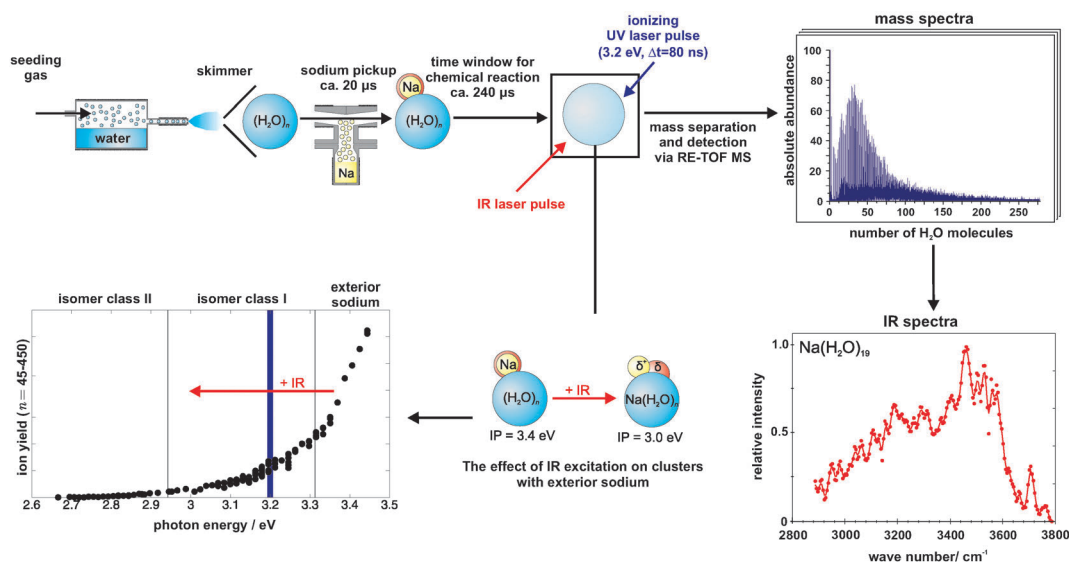 seeding
gas
water
skimmer
(H₂O)ₙ
sodium pickup
ca. 20 µs
Na
Na
(H₂O)ₙ
time window for
chemical reaction
ca. 240 µs
ionizing
UV laser pulse
(3.2 eV, Δt=80 ns)
IR laser pulse
mass separation
and detection
via RE-TOF MS
mass spectra
absolute abundance
100
80
60
40
20
0
0 50 100 150 200 250
number of H₂O molecules
isomer class II
isomer class I
exterior
sodium
+ IR
ion yield (n= 45-450)
2.6 2.7 2.8 2.9 3.0 3.1 3.2 3.3 3.4 3.5
photon energy / eV
Na
(H₂O)ₙ
IP = 3.4 eV
+ IR
δ⁺ δ⁻
Na(H₂O)ₙ
IP = 3.0 eV
The effect of IR excitation on clusters
with exterior sodium
IR spectra
Na(H₂O)₁₉
relative intensity
1.0
0.5
0
2800 3000 3200 3400 3600 3800
wave number/ cm⁻¹